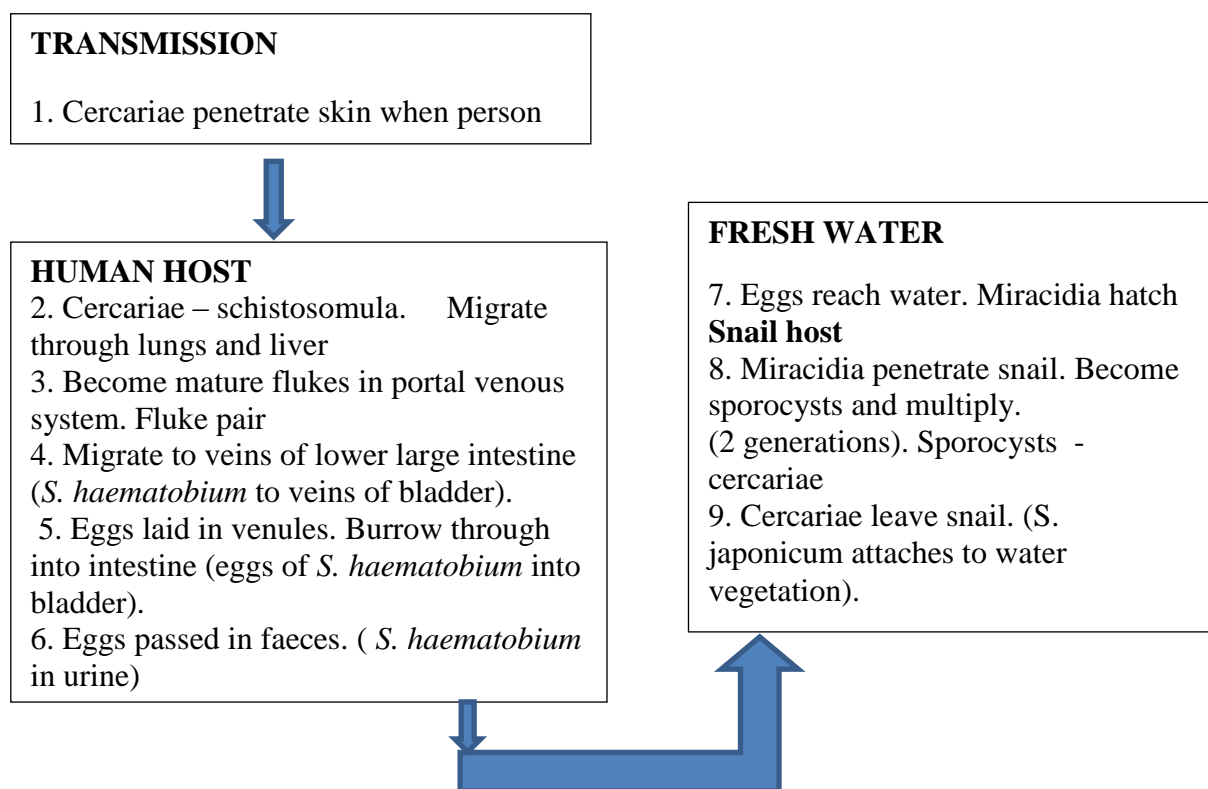 TRANSMISSION
1. Cercariae penetrate skin when person
HUMAN HOST
2. Cercariae – schistosomula. Migrate
through lungs and liver
3. Become mature flukes in portal venous
system. Fluke pair
4. Migrate to veins of lower large intestine
(S. haematobium to veins of bladder).
5. Eggs laid in venules. Burrow through
into intestine (eggs of S. haematobium into
bladder).
6. Eggs passed in faeces. ( S. haematobium
in urine)
FRESH WATER
7. Eggs reach water. Miracidia hatch
Snail host
8. Miracidia penetrate snail. Become
sporocysts and multiply.
(2 generations). Sporocysts -
cercariae
9. Cercariae leave snail. (S.
japonicum attaches to water
vegetation).